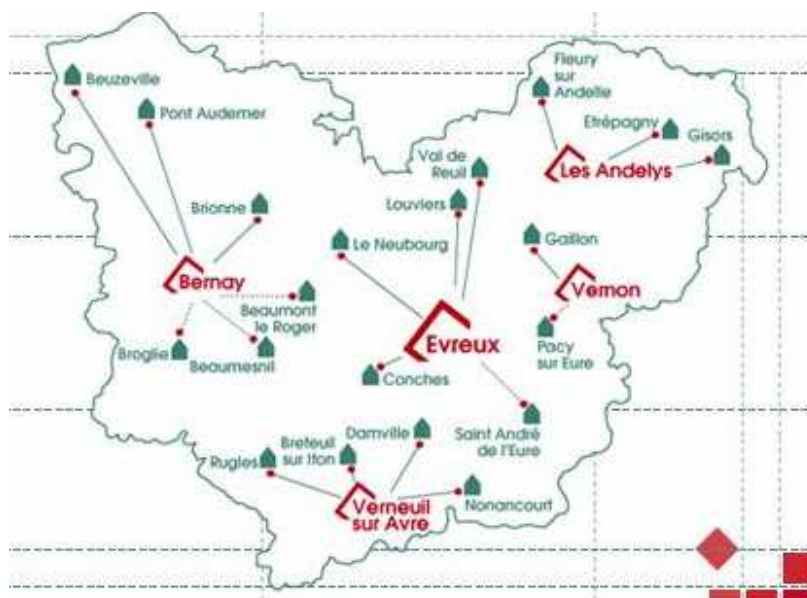 Beuzeville
Pont Audemer
Fleury
sur
Andelle
Etrépagny
Gisors
Les Andelys
Val de
Reuil
Louviers
Brionne
Le Neubourg
Gaillon
Bernay
Vernon
Beaumont
le Roger
Evreux
Broglie
Beaumesnil
Conches
Pacy
sur Eure
Damville
Saint André
de l'Eure
Breteuil
sur Iton
Rugles
Verneuil
sur Avre
Nonancourt